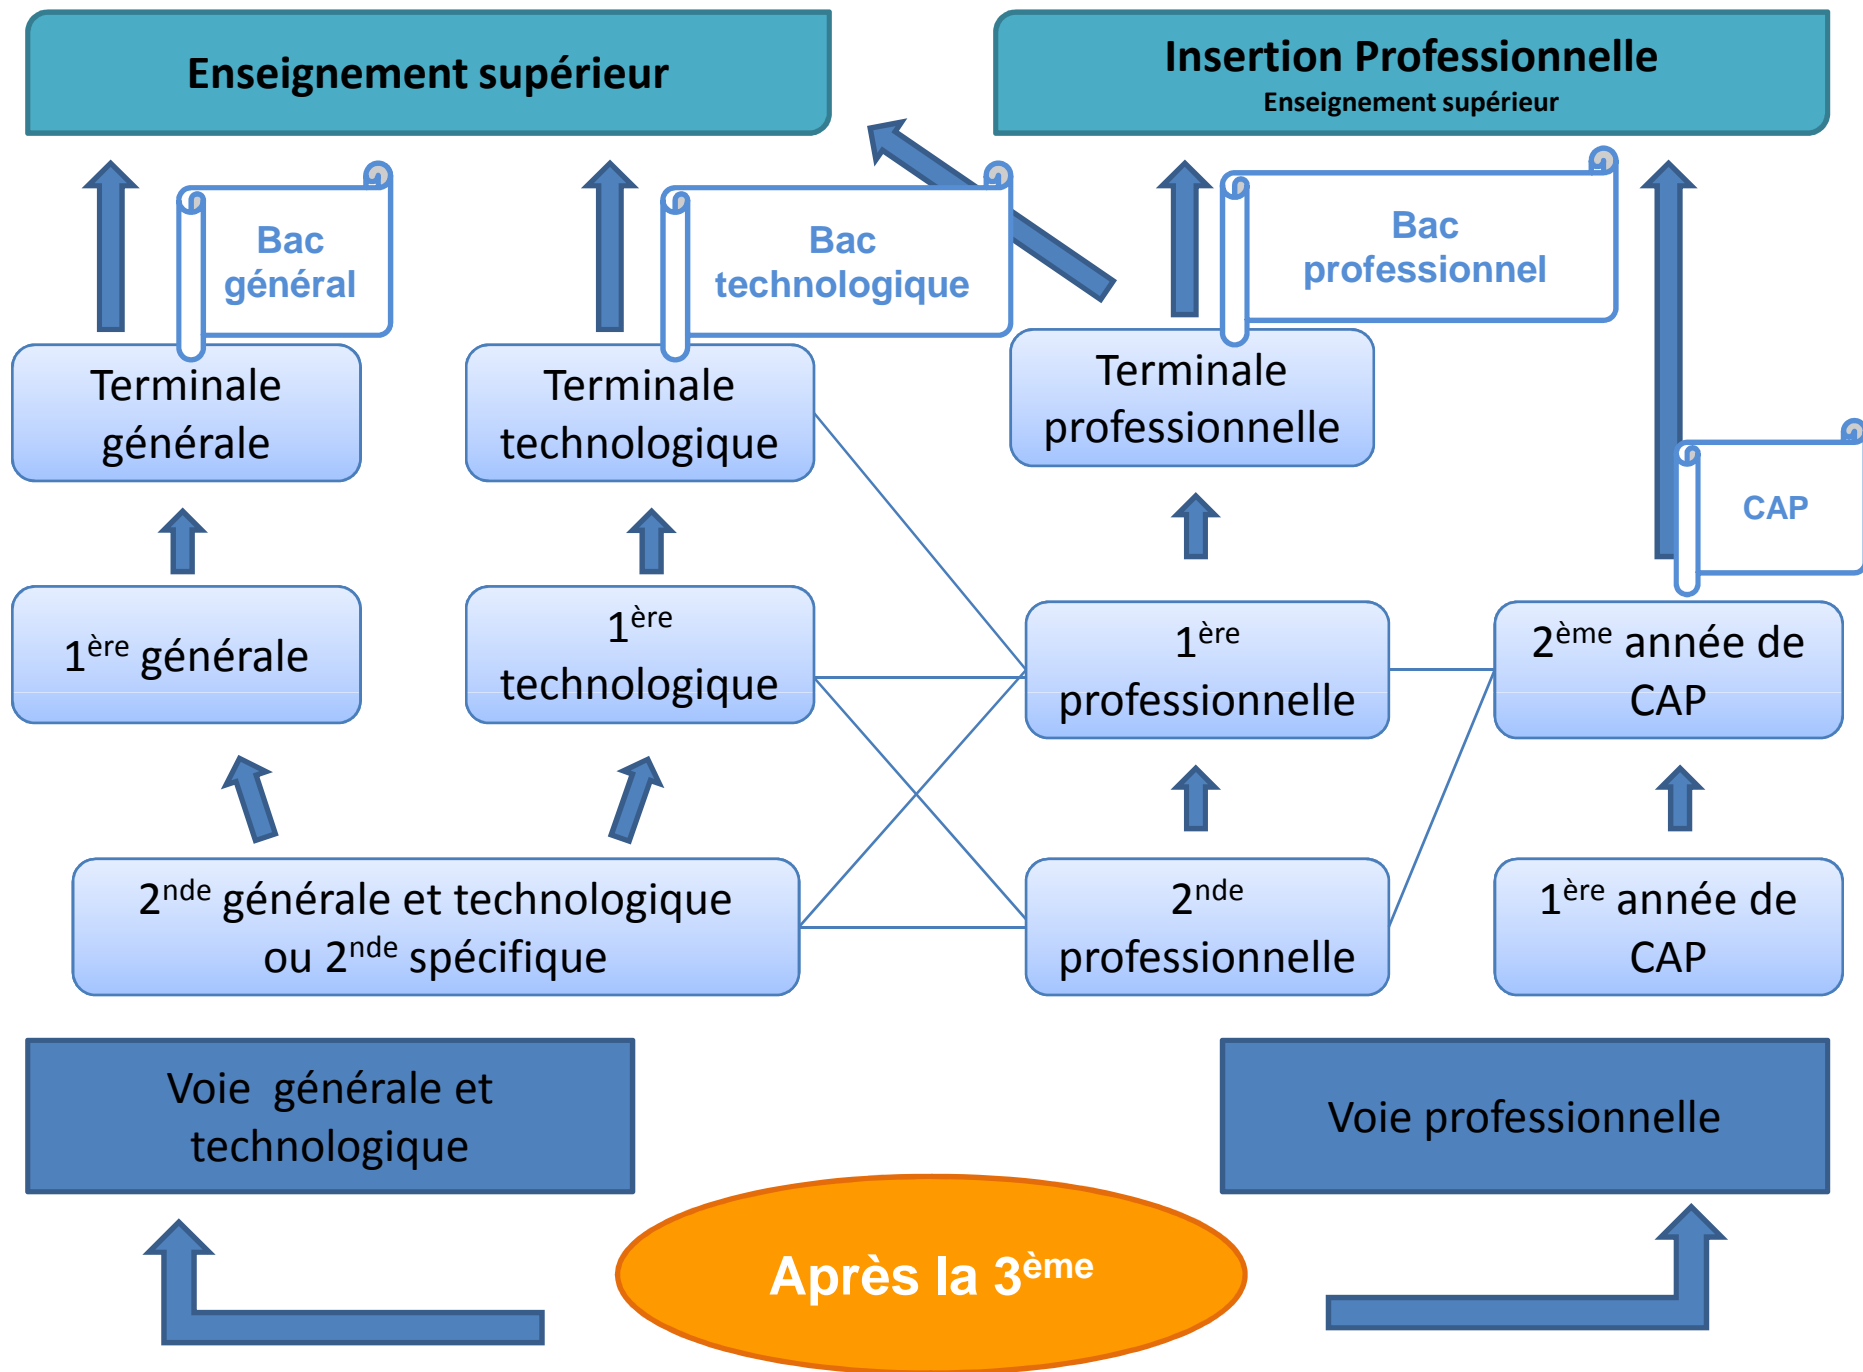 Enseignement supérieur
Insertion Professionnelle
Enseignement supérieur
Bac
général
Bac
technologique
Bac
professionnel
Terminale
générale
Terminale
technologique
Terminale
professionnelle
CAP
1ère générale
1ère
technologique
1ère
professionnelle
2ème année de
CAP
2nde générale et technologique
ou 2nde spécifique
2nde
professionnelle
1ère année de
CAP
Voie générale et
technologique
Voie professionnelle
Après la 3ème